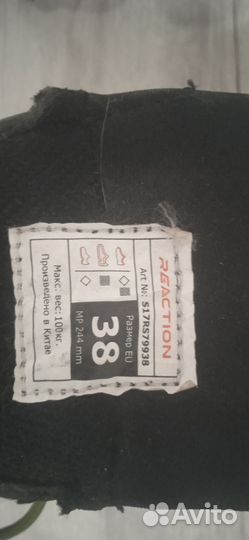 REACTION
Art No: S17RS79938
Размер EU
38
MP 244 mm
Макс. вес: 100кг.
Произведено в Китае
Avito